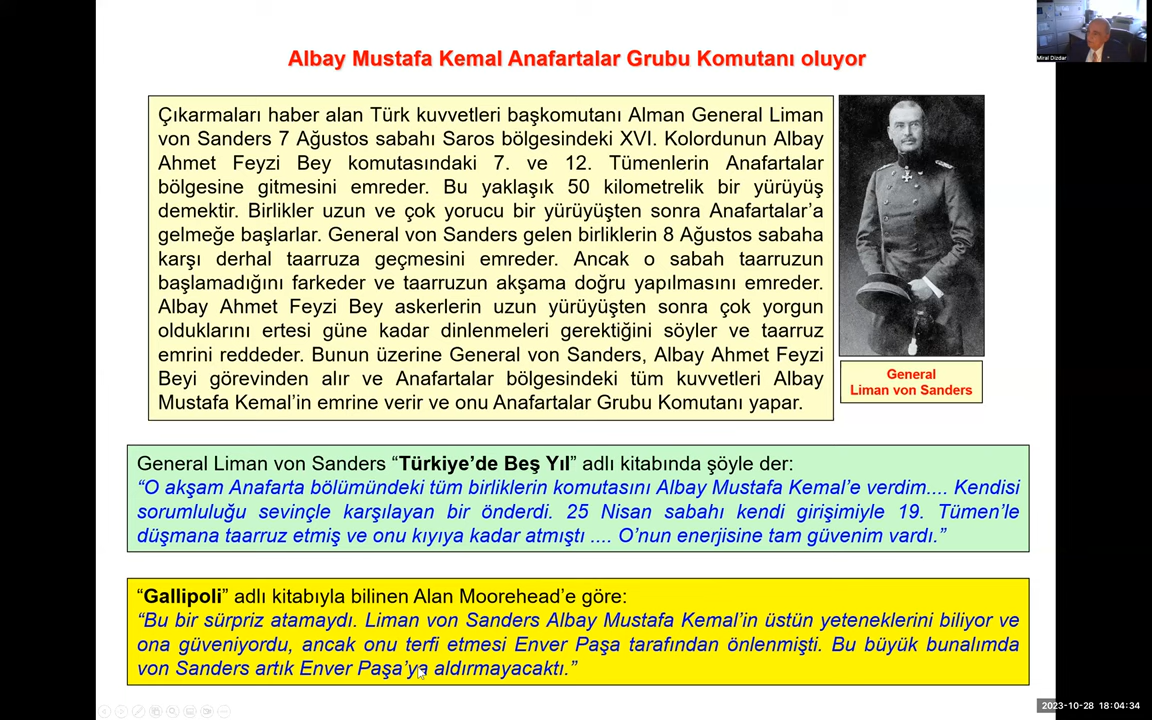 Albay Mustafa Kemal Anafartalar Grubu Komutanı oluyor
Miral Dizdar
Çıkarmaları haber alan Türk kuvvetleri başkomutanı Alman General Liman
von Sanders 7 Ağustos sabahı Saros bölgesindeki XVI. Kolordunun Albay
Ahmet Feyzi Bey komutasındaki 7. ve 12. Tümenlerin Anafartalar
bölgesine gitmesini emreder. Bu yaklaşık 50 kilometrelik bir yürüyüş
demektir. Birlikler uzun ve çok yorucu bir yürüyüşten sonra Anafartalar’a
gelmeğe başlarlar. General von Sanders gelen birliklerin 8 Ağustos sabaha
karşı derhal taarruza geçmesini emreder. Ancak o sabah taarruzun
başlamadığını farkeder ve taarruzun akşama doğru yapılmasını emreder.
Albay Ahmet Feyzi Bey askerlerin uzun yürüyüşten sonra çok yorgun
olduklarını ertesi güne kadar dinlenmeleri gerektiğini söyler ve taarruz
emrini reddeder. Bunun üzerine General von Sanders, Albay Ahmet Feyzi
Beyi görevinden alır ve Anafartalar bölgesindeki tüm kuvvetleri Albay
Mustafa Kemal’in emrine verir ve onu Anafartalar Grubu Komutanı yapar.
General
Liman von Sanders
General Liman von Sanders “Türkiye’de Beş Yıl” adlı kitabında şöyle der:
“O akşam Anafarta bölümündeki tüm birliklerin komutasını Albay Mustafa Kemal’e verdim.... Kendisi
sorumluluğu sevinçle karşılayan bir önderdi. 25 Nisan sabahı kendi girişimiyle 19. Tümen’le
düşmana taarruz etmiş ve onu kıyıya kadar atmıştı .... O’nun enerjisine tam güvenim vardı.”
“Gallipoli” adlı kitabıyla bilinen Alan Moorehead’e göre:
“Bu bir sürpriz atamaydı. Liman von Sanders Albay Mustafa Kemal’in üstün yeteneklerini biliyor ve
ona güveniyordu, ancak onu terfi etmesi Enver Paşa tarafından önlenmişti. Bu büyük bunalımda
von Sanders artık Enver Paşa’ya aldırmayacaktı.”
2023-10-28 18:04:34